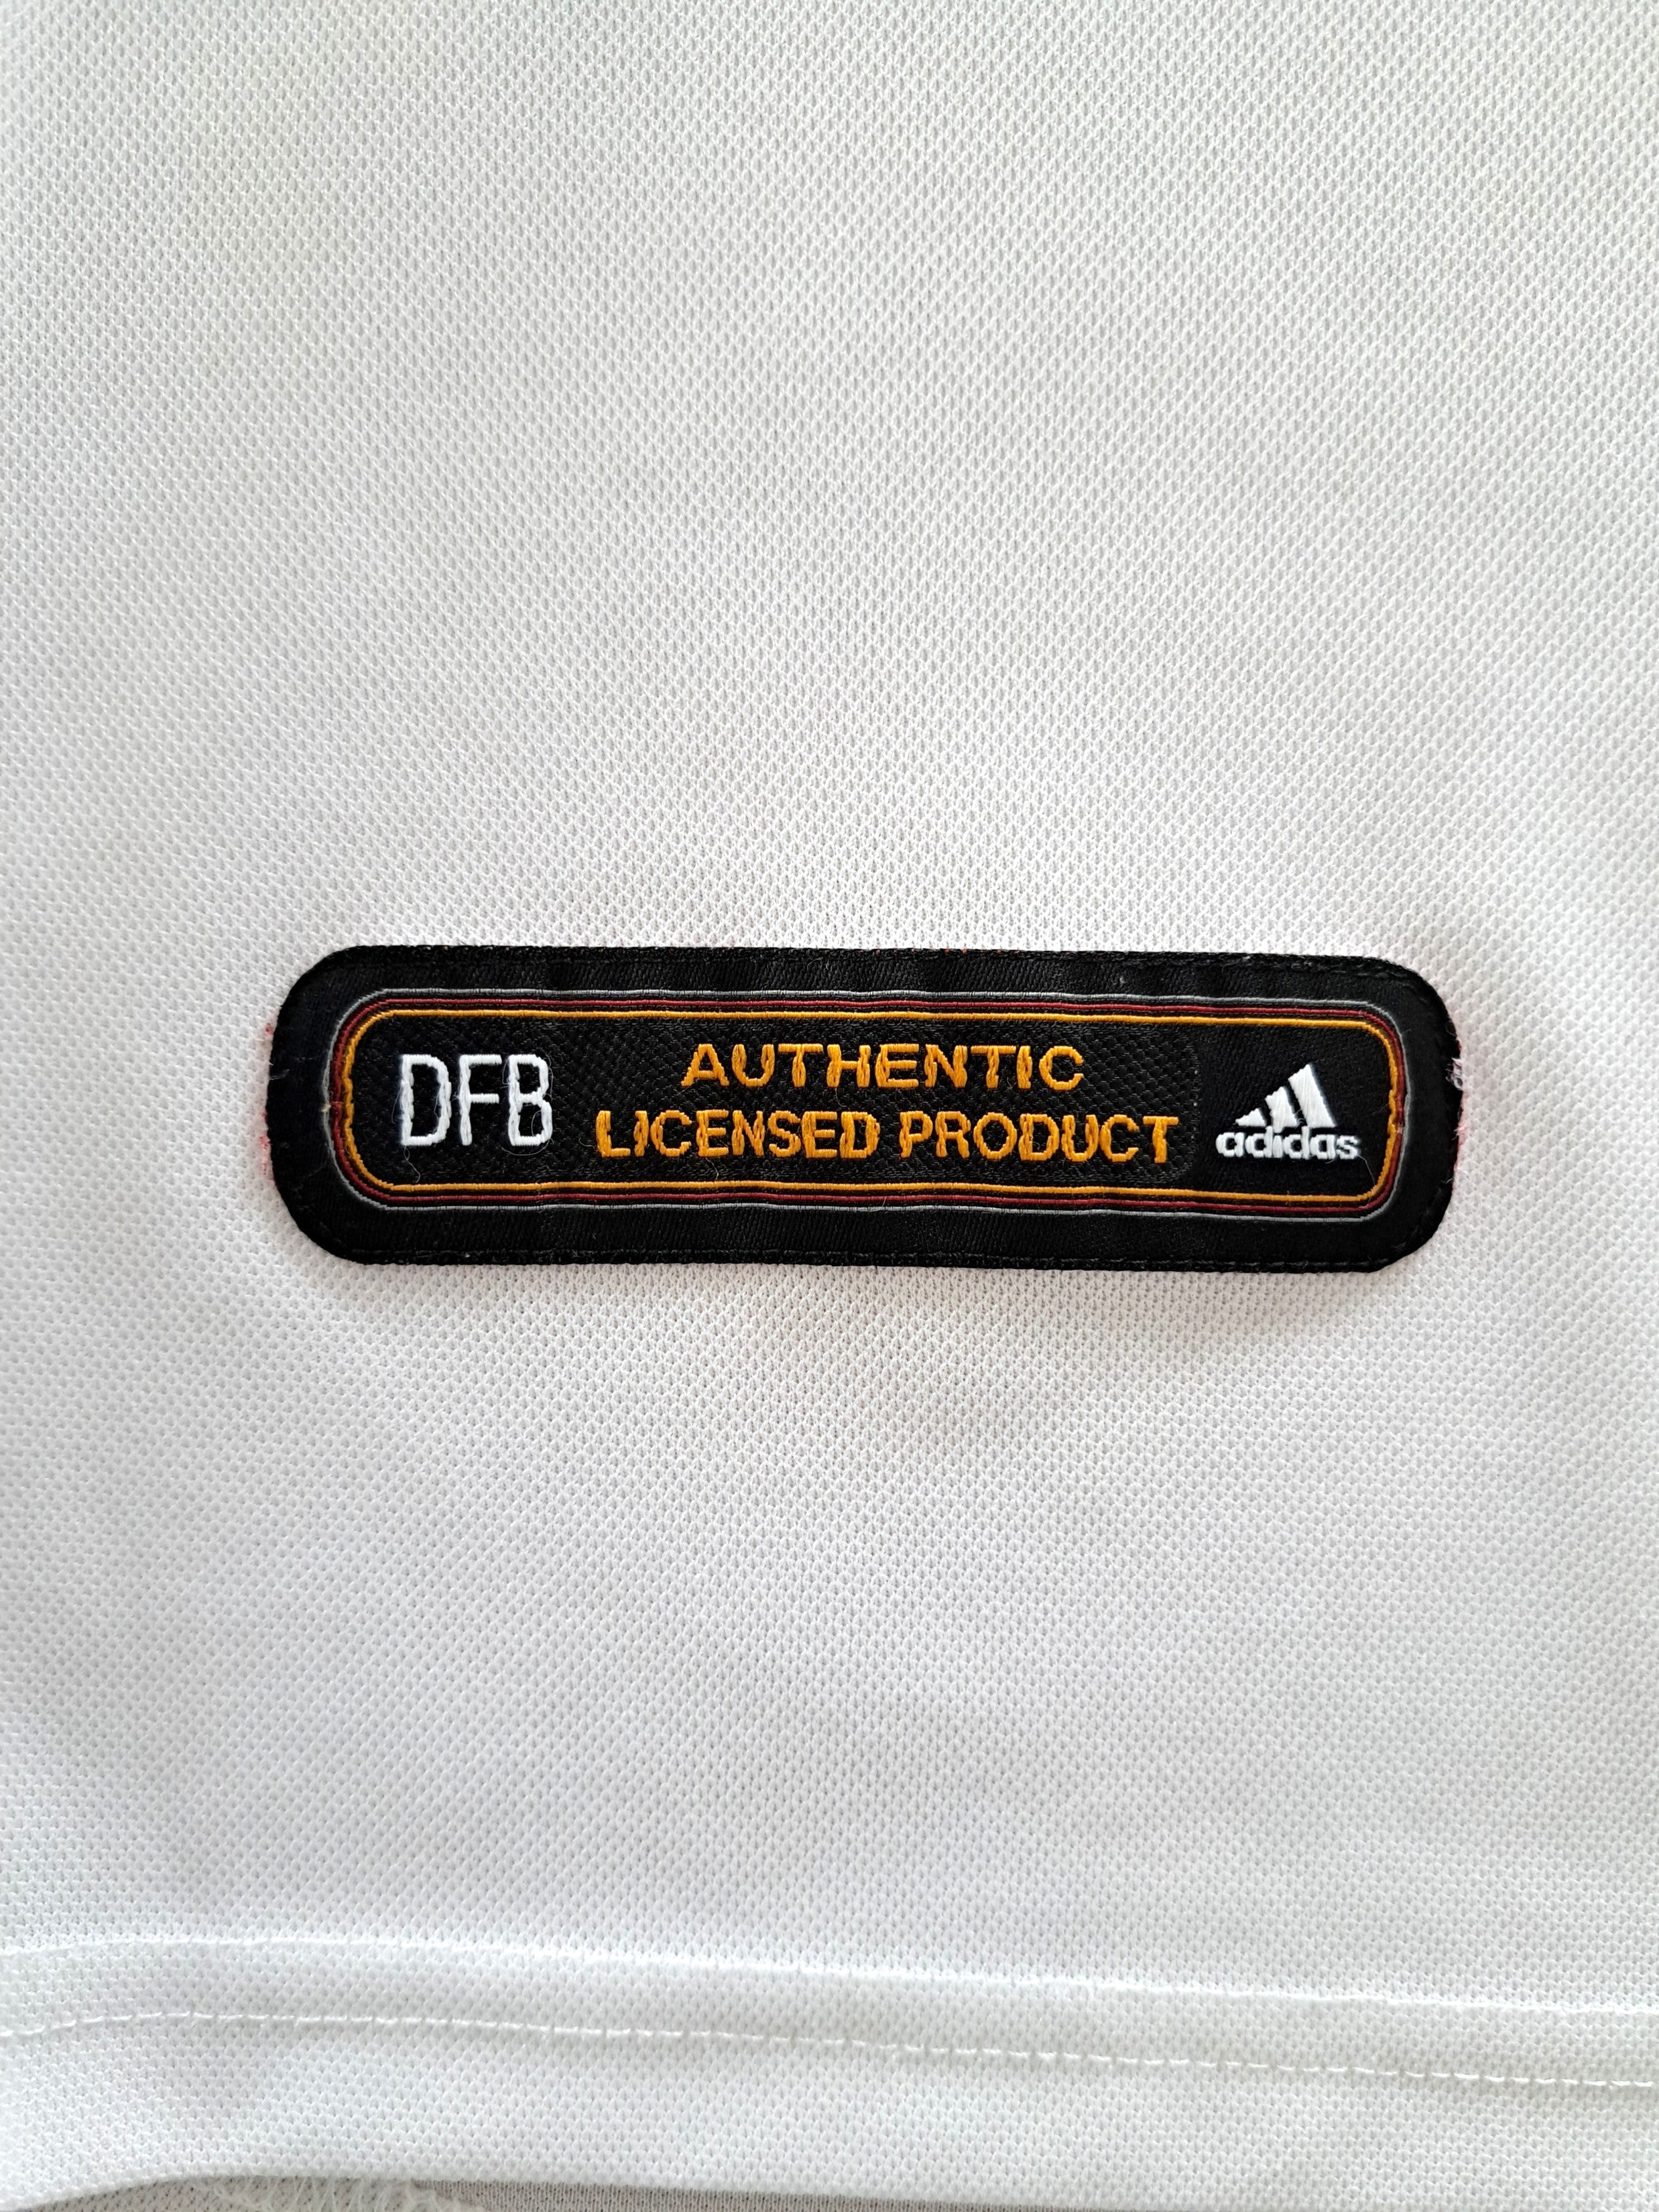 DFB
AUTHENTIC
LICENSED PRODUCT
adidas